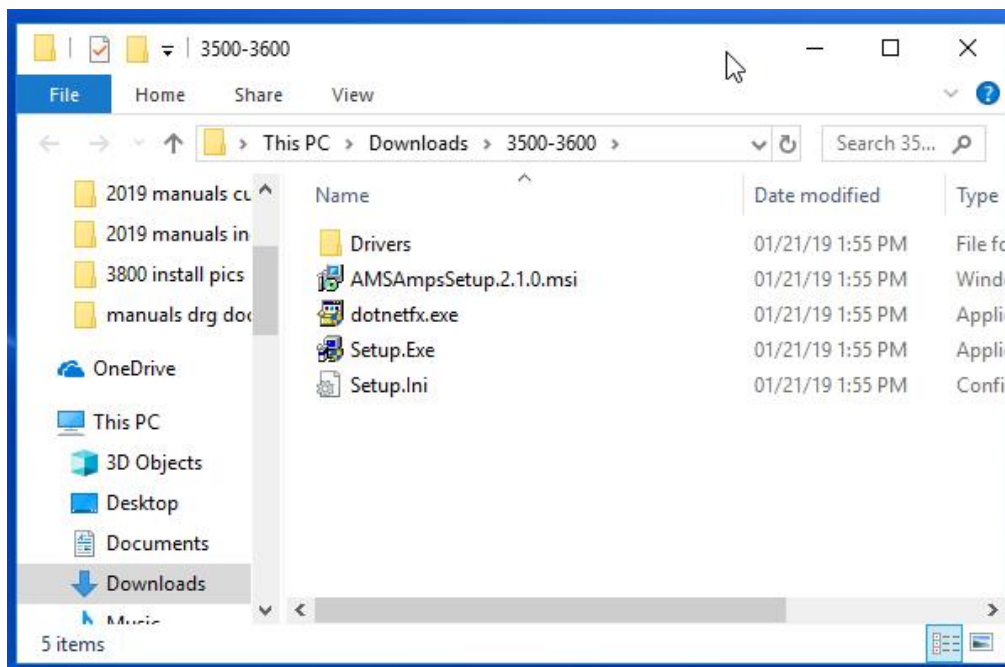 3500-3600
File Home Share View
This PC > Downloads > 3500-3600 >
Search 35...
2019 manuals cu
2019 manuals in
3800 install pics
manuals drg doc
OneDrive
This PC
3D Objects
Desktop
Documents
Downloads
Music
Name Date modified Type
Drivers 01/21/19 1:55 PM File fo
AMSAmpsSetup.2.1.0.msi 01/21/19 1:55 PM Wind
dotnetfx.exe 01/21/19 1:55 PM Appli
Setup.Exe 01/21/19 1:55 PM Appli
Setup.Ini 01/21/19 1:55 PM Confi
5 items